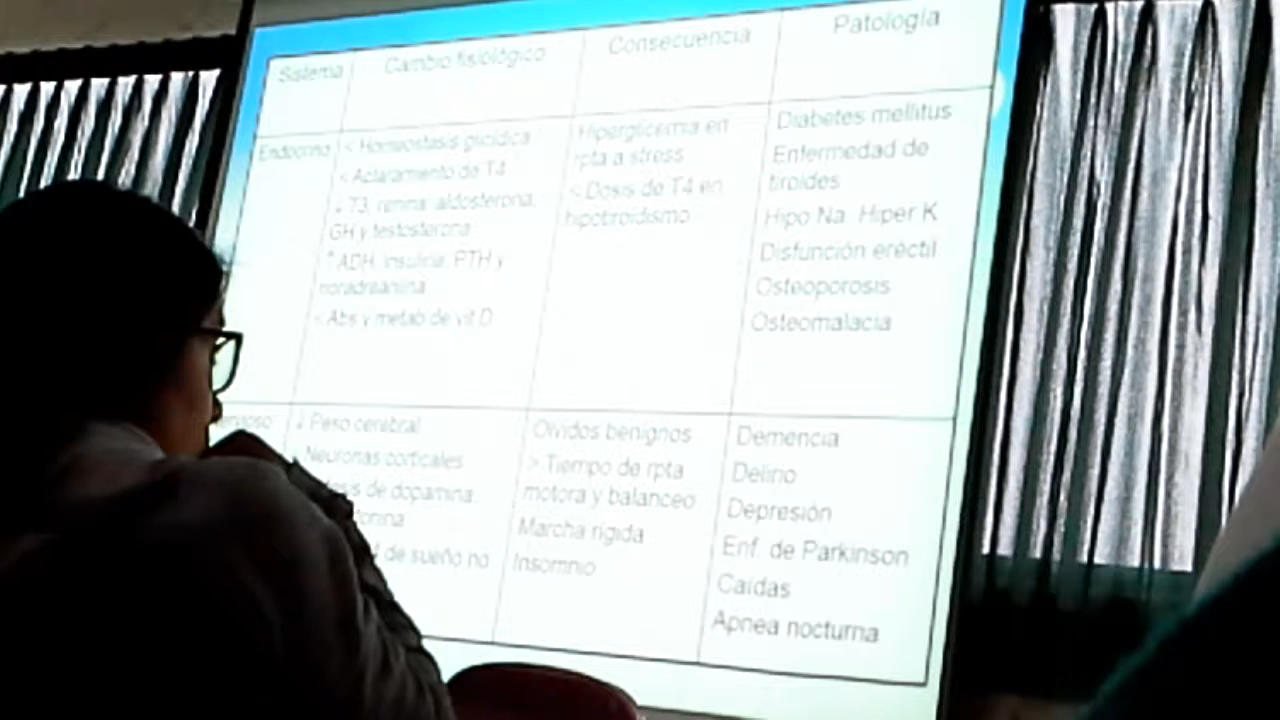 Sistema
Cambio fisiológico
Consecuencia
Patología
Endocrino
< Homeostasis glicídica
< Aclaramiento de T4
↓ T3, renina, aldosterona,
GH y testosterona
↑ ADH, insulina, PTH y
< Abs y metab de vit D
Hiperglicemia en
rpta a stress
< Dosis de T4 en
hipotiroidismo
Diabetes mellitus
Enfermedad de
tiroides
Hipo Na. Hiper K
Disfunción eréctil
Osteoporosis
Osteomalacia
↓ Peso cerebral
Neuronas corticales
de dopamina,
de sueño no
Olvidos benignos
> Tiempo de rpta
motora y balanceo
Marcha rígida
Insomnio
Demencia
Delirio
Depresión
Enf. de Parkinson
Caídas
Apnea nocturna